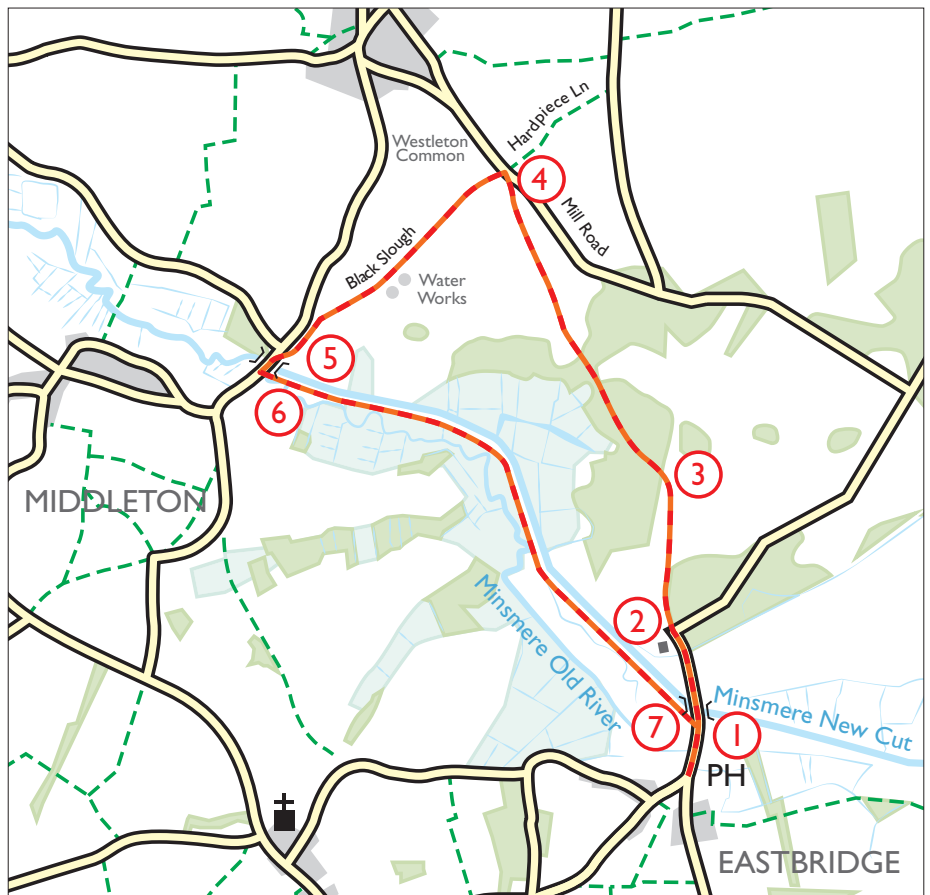 Hardpiece Ln
Westleton
Common
4
Mill Road
Black Slough
Water
Works
5
6
3
MIDDLETON
2
Minsmere Old River
Minsmere New Cut
7
1
PH
EASTBRIDGE